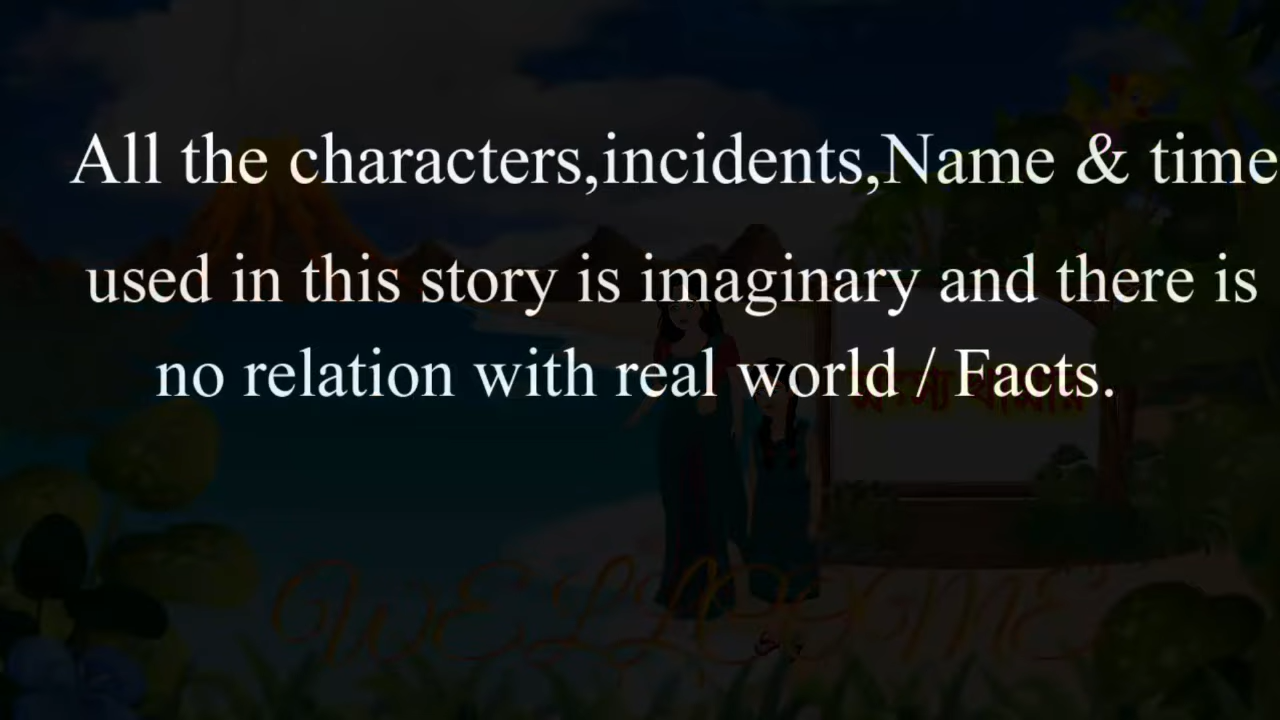 All the characters,incidents,Name & time
used in this story is imaginary and there is
no relation with real world / Facts.